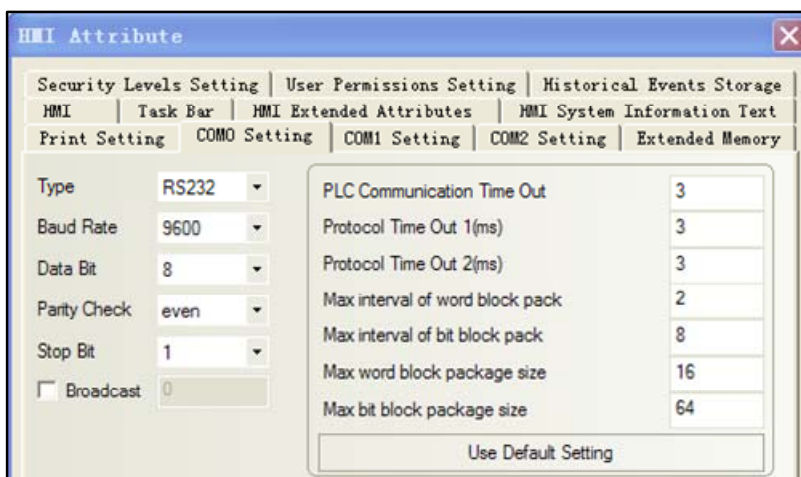 HMI Attribute
Security Levels Setting User Permissions Setting Historical Events Storage
HMI Task Bar HMI Extended Attributes HMI System Information Text
Print Setting COM0 Setting COM1 Setting COM2 Setting Extended Memory
Type RS232
Baud Rate 9600
Data Bit 8
Parity Check even
Stop Bit 1
Broadcast 0
PLC Communication Time Out 3
Protocol Time Out 1(ms) 3
Protocol Time Out 2(ms) 3
Max interval of word block pack 2
Max interval of bit block pack 8
Max word block package size 16
Max bit block package size 64
Use Default Setting